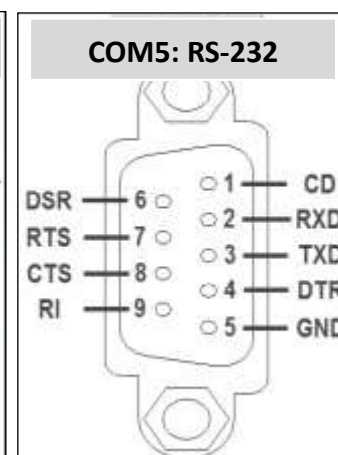 COM5: RS-232
1 CD
DSR 6
2 RXD
RTS 7
3 TXD
CTS 8
4 DTR
RI 9
5 GND